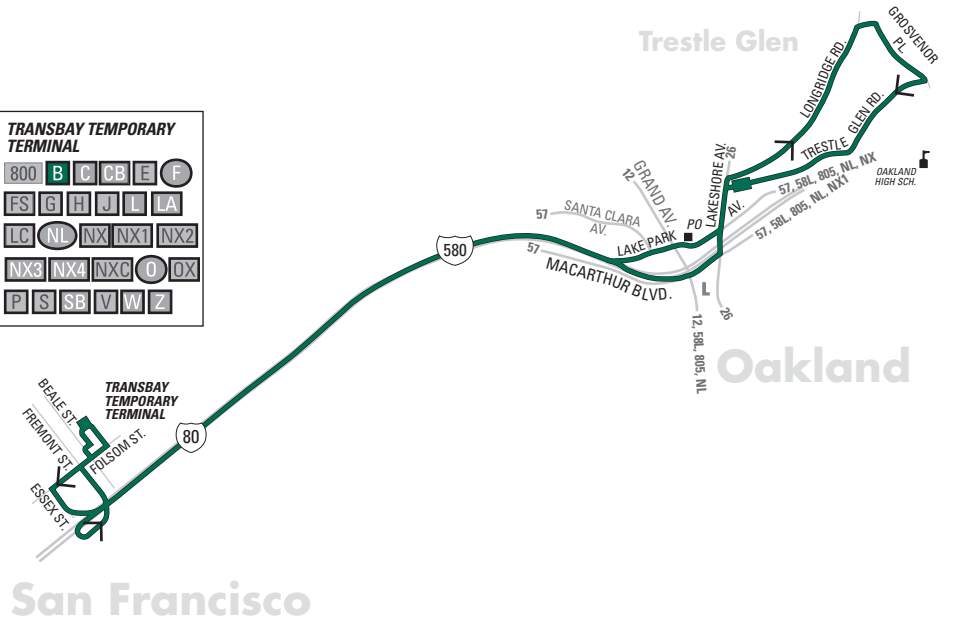 Trestle Glen
GROSVENOR
PL.
LONGRIDGE RD.
TRESTLE GLEN RD.
OAKLAND
HIGH SCH.
LAKESHORE AV.
26
57, 58L, 805, NL, NX
57, 58L, 805, NL, NX1
GRAND AV.
12
57
SANTA CLARA
AV.
PO
LAKE PARK AV.
57
MACARTHUR BLVD.
L
26
12, 58L, 805, NL
580
Oakland
TRANSBAY TEMPORARY
TERMINAL
800 B C CB E F
FS G H J L LA
LC NL NX NX1 NX2
NX3 NX4 NXC O OX
P S SB V W Z
TRANSBAY
TEMPORARY
TERMINAL
BEALE ST.
FREMONT ST.
FOLSOM ST.
ESSEX ST.
80
San Francisco